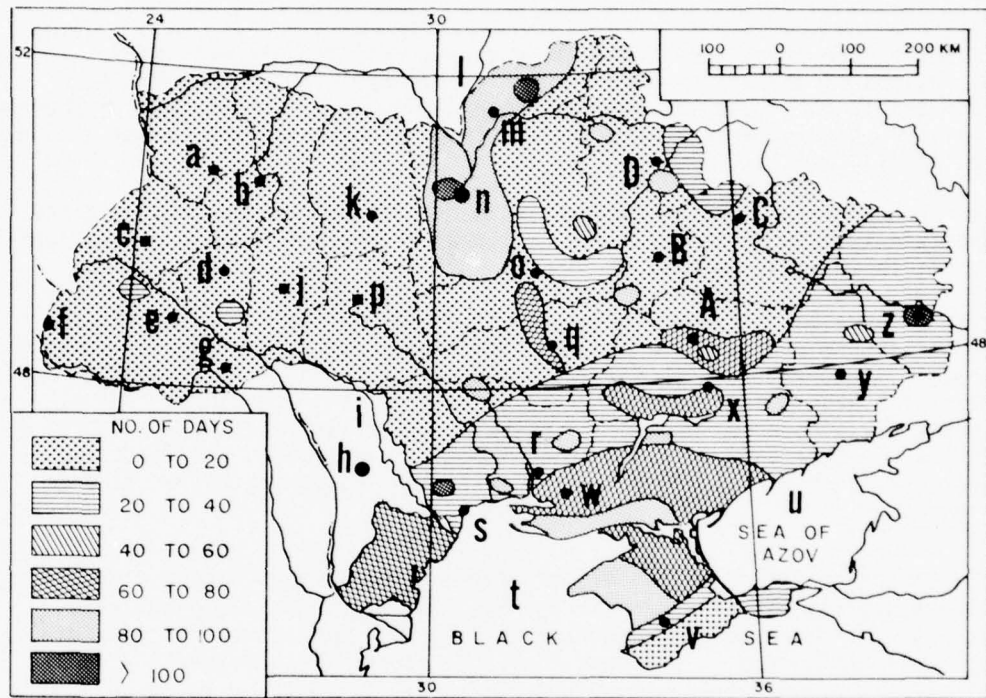 24 30
52
100 0 100 200 KM
l
m
a
D
b
n
k
C
c
o B
d
j p A
z
f e
q
g
48 48
y
x
i
NO. OF DAYS
h r
0 TO 20
w
20 TO 40
s u
40 TO 60
SEA OF
AZOV
60 TO 80
t
80 TO 100
BLACK SEA
v
> 100
30 36